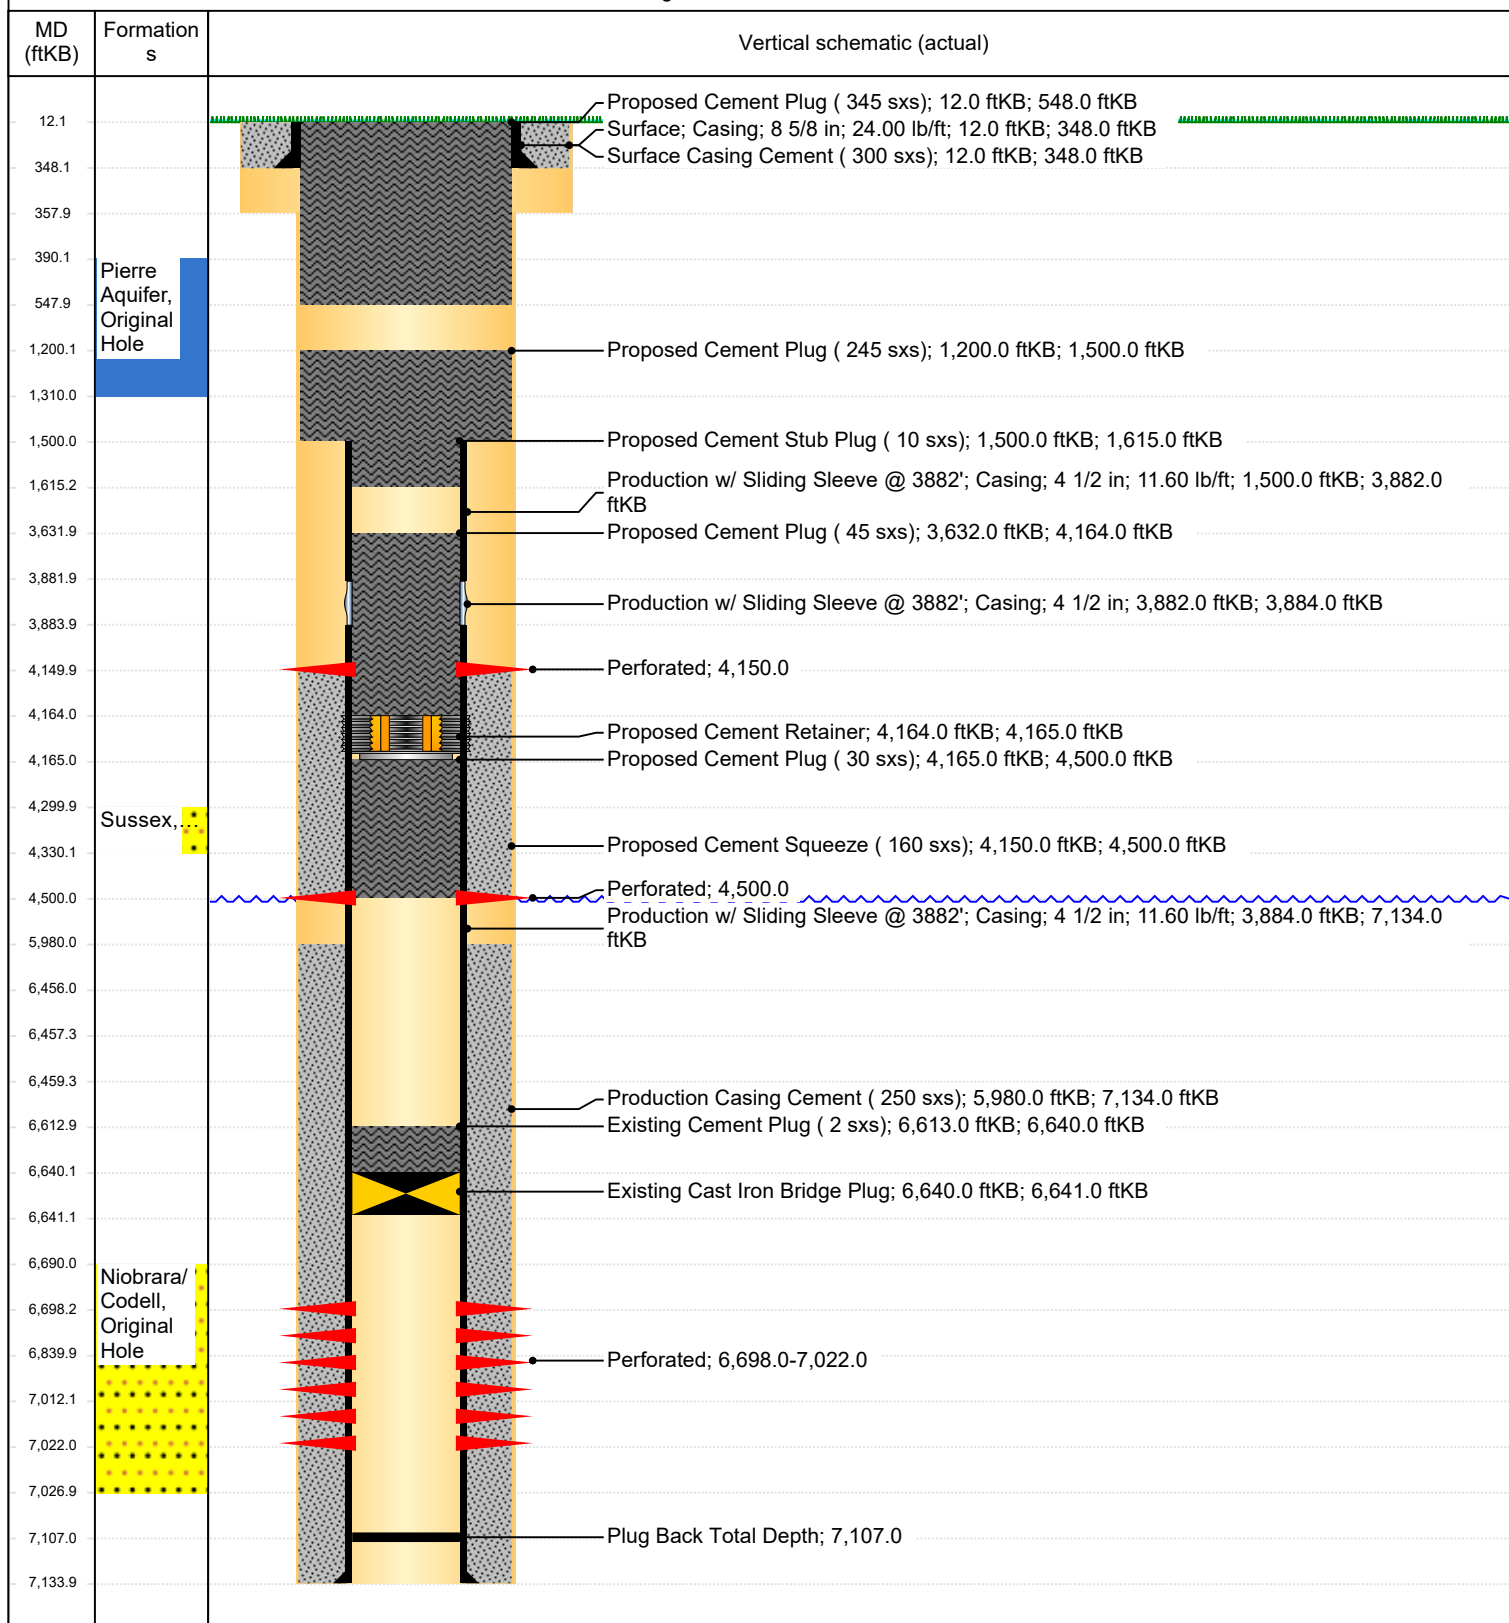 MD
(ftKB)
Formation
s
Vertical schematic (actual)
12.1
348.1
357.9
390.1
547.9
1,200.1
1,310.0
1,500.0
1,615.2
3,631.9
3,881.9
3,883.9
4,149.9
4,164.0
4,165.0
4,299.9
4,330.1
4,500.0
5,980.0
6,456.0
6,457.3
6,459.3
6,612.9
6,640.1
6,641.1
6,690.0
6,698.2
6,839.9
7,012.1
7,022.0
7,026.9
7,107.0
7,133.9
Pierre
Aquifer,
Original
Hole
Sussex,...
Niobrara/
Codell,
Original
Hole
Proposed Cement Plug ( 345 sxs); 12.0 ftKB; 548.0 ftKB
Surface; Casing; 8 5/8 in; 24.00 lb/ft; 12.0 ftKB; 348.0 ftKB
Surface Casing Cement ( 300 sxs); 12.0 ftKB; 348.0 ftKB
Proposed Cement Plug ( 245 sxs); 1,200.0 ftKB; 1,500.0 ftKB
Proposed Cement Stub Plug ( 10 sxs); 1,500.0 ftKB; 1,615.0 ftKB
Production w/ Sliding Sleeve @ 3882'; Casing; 4 1/2 in; 11.60 lb/ft; 1,500.0 ftKB; 3,882.0
ftKB
Proposed Cement Plug ( 45 sxs); 3,632.0 ftKB; 4,164.0 ftKB
Production w/ Sliding Sleeve @ 3882'; Casing; 4 1/2 in; 3,882.0 ftKB; 3,884.0 ftKB
Perforated; 4,150.0
Proposed Cement Retainer; 4,164.0 ftKB; 4,165.0 ftKB
Proposed Cement Plug ( 30 sxs); 4,165.0 ftKB; 4,500.0 ftKB
Proposed Cement Squeeze ( 160 sxs); 4,150.0 ftKB; 4,500.0 ftKB
Perforated; 4,500.0
Production w/ Sliding Sleeve @ 3882'; Casing; 4 1/2 in; 11.60 lb/ft; 3,884.0 ftKB; 7,134.0
ftKB
Production Casing Cement ( 250 sxs); 5,980.0 ftKB; 7,134.0 ftKB
Existing Cement Plug ( 2 sxs); 6,613.0 ftKB; 6,640.0 ftKB
Existing Cast Iron Bridge Plug; 6,640.0 ftKB; 6,641.0 ftKB
Perforated; 6,698.0-7,022.0
Plug Back Total Depth; 7,107.0